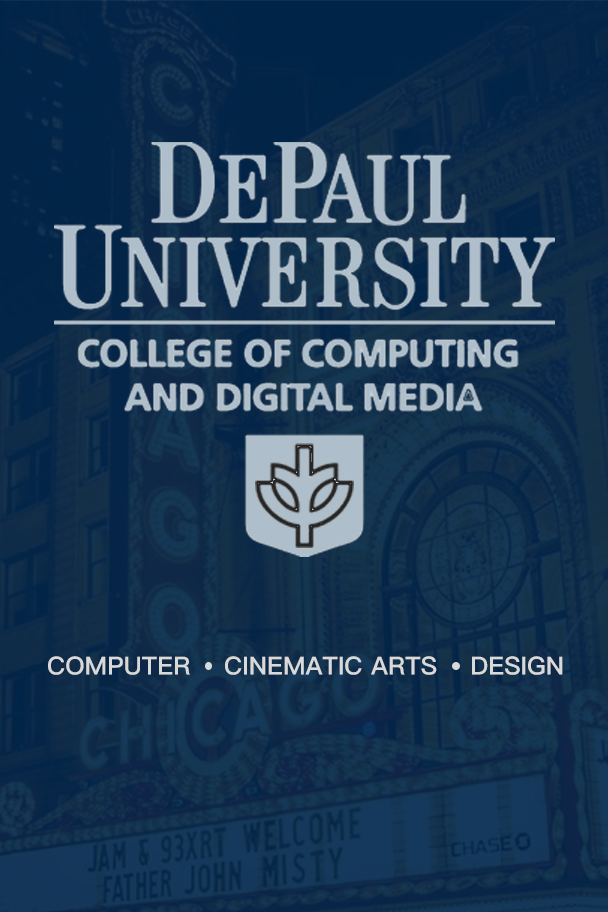 CHICAGO
DEPAUL
UNIVERSITY
COLLEGE OF COMPUTING
AND DIGITAL MEDIA
COMPUTER • CINEMATIC ARTS • DESIGN
CHICAGO
JAM & 93XRT WELCOME
FATHER JOHN MISTY
CHASE